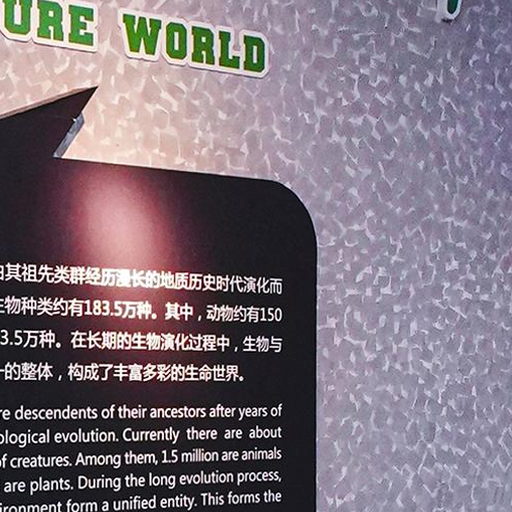 URE WORLD
其祖先类群经历漫长的地质历史时代演化而
生物种类约有183.5万种。其中，动物约有150
3.5万种。在长期的生物演化过程中，生物与
的整体，构成了丰富多彩的生命世界。
re descendents of their ancestors after years of
ological evolution. Currently there are about
of creatures. Among them, 1.5 million are animals
are plants. During the long evolution process,
ironment form a unified entity. This forms the